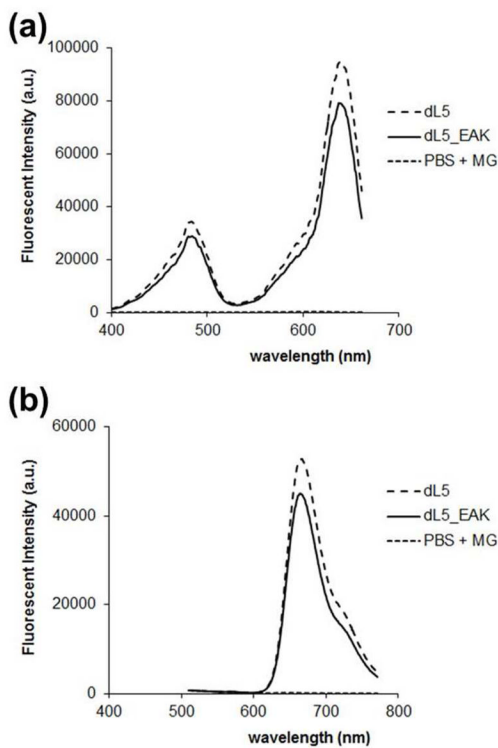 (a)
Fluorescent Intensity (a.u.)
100000
80000
60000
40000
20000
0
400
500
600
700
wavelength (nm)
dL5
dL5_EAK
PBS + MG
(b)
Fluorescent Intensity (a.u.)
60000
40000
20000
0
400
500
600
700
800
wavelength (nm)
dL5
dL5_EAK
PBS + MG